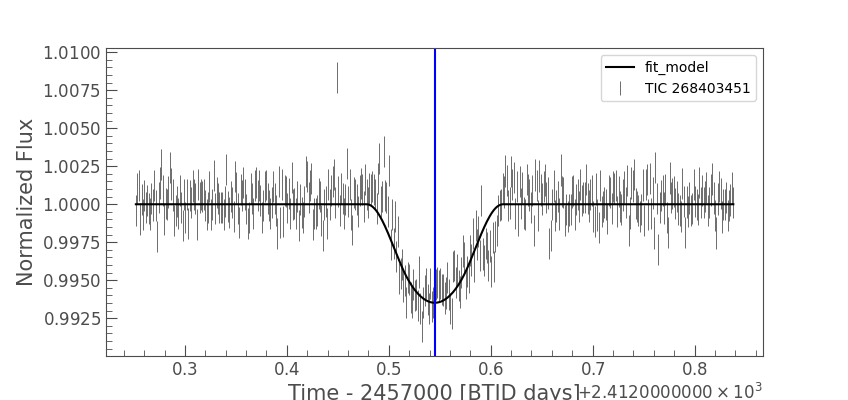 1.0100
1.0075
1.0050
1.0025
1.0000
0.9975
0.9950
0.9925
Normalized Flux
fit_model
TIC 268403451
0.3 0.4 0.5 0.6 0.7 0.8
Time - 2457000 [BTJD days] +2.4120000000 × 10³